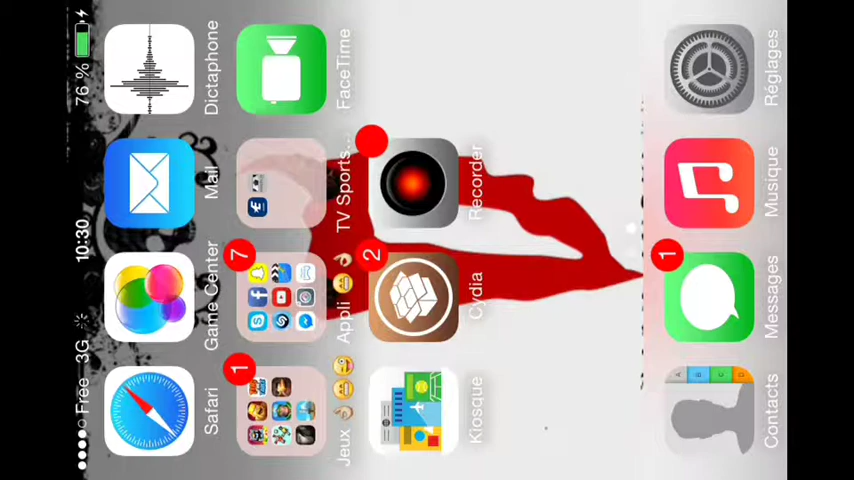 Free 3G 10:30 76 %
Safari Game Center Mail Dictaphone
1 7
Jeux Appli TV Sports... FaceTime
2
Kiosque Cydia Recorder
1
Contacts Messages Musique Réglages